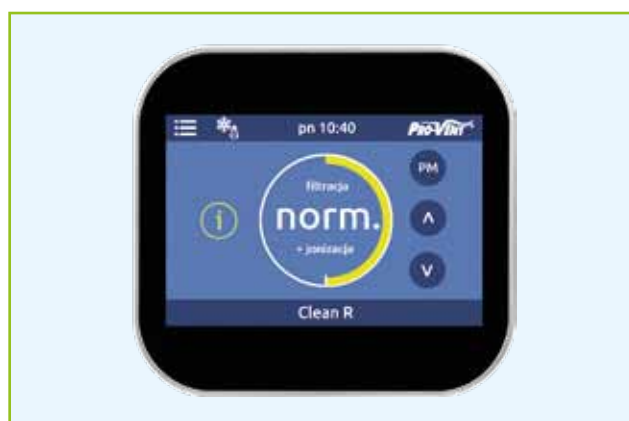 pn 10:40 PRO-VENT
filtracja
norm.
+ jonizacja
PM
Clean R